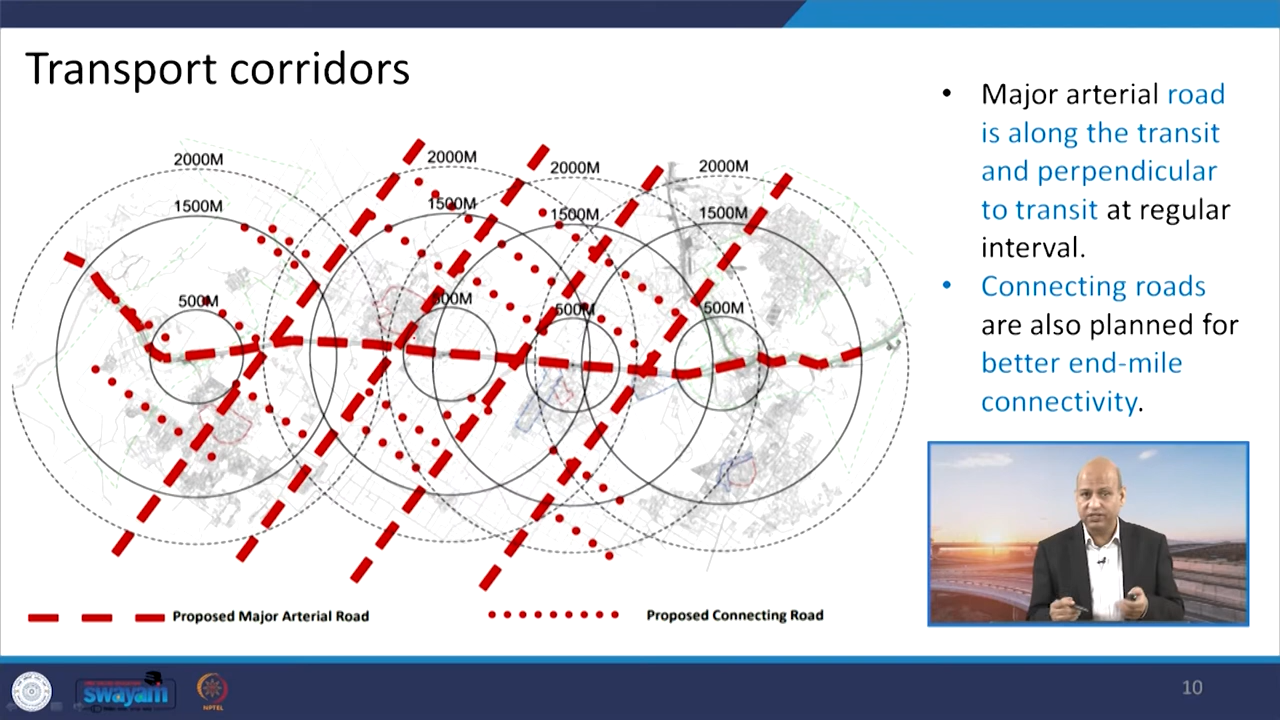 Transport corridors
2000M
2000M
2000M
2000M
1500M
1500M
1500M
1500M
500M
500M
500M
500M
Proposed Major Arterial Road
Proposed Connecting Road
• Major arterial road
is along the transit
and perpendicular
to transit at regular
interval.
• Connecting roads
are also planned for
better end-mile
connectivity.
swayam
NPTEL
10